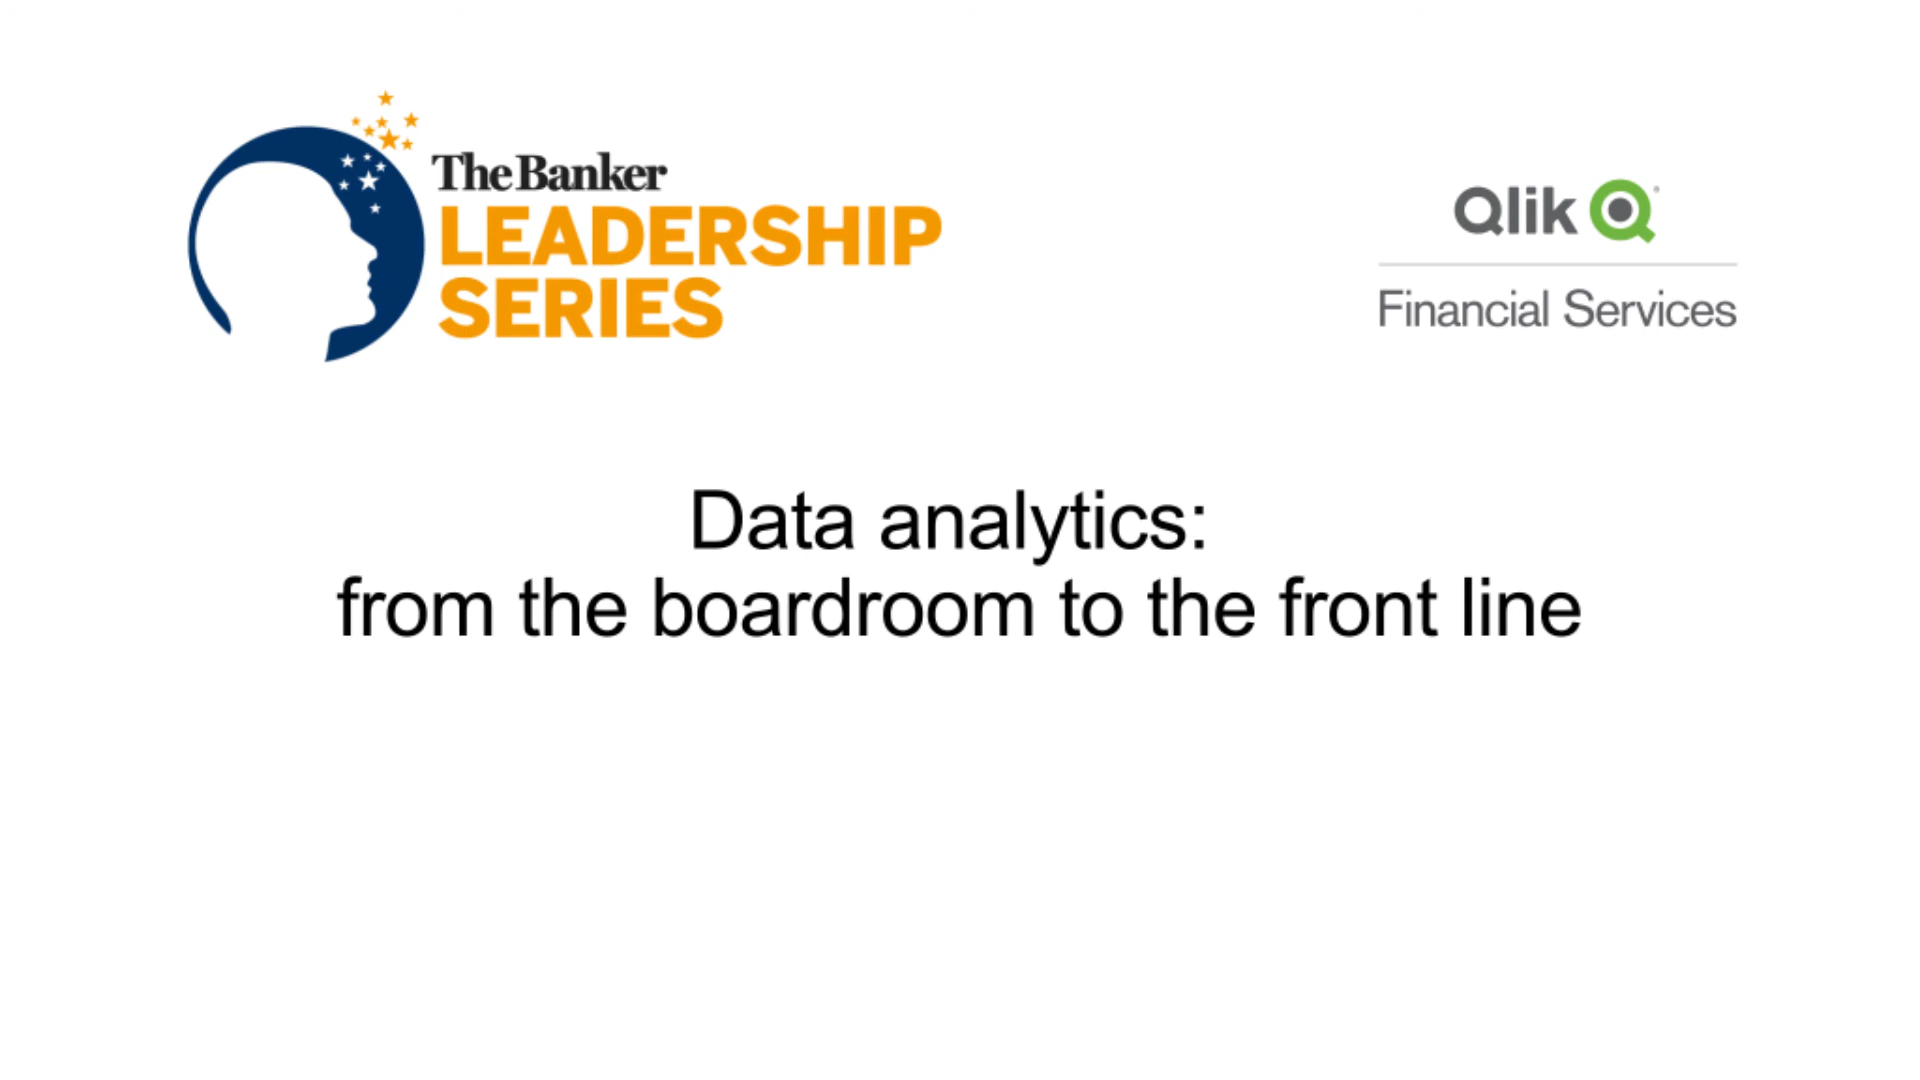 The Banker
LEADERSHIP
SERIES
Qlik
Financial Services
Data analytics:
from the boardroom to the front line